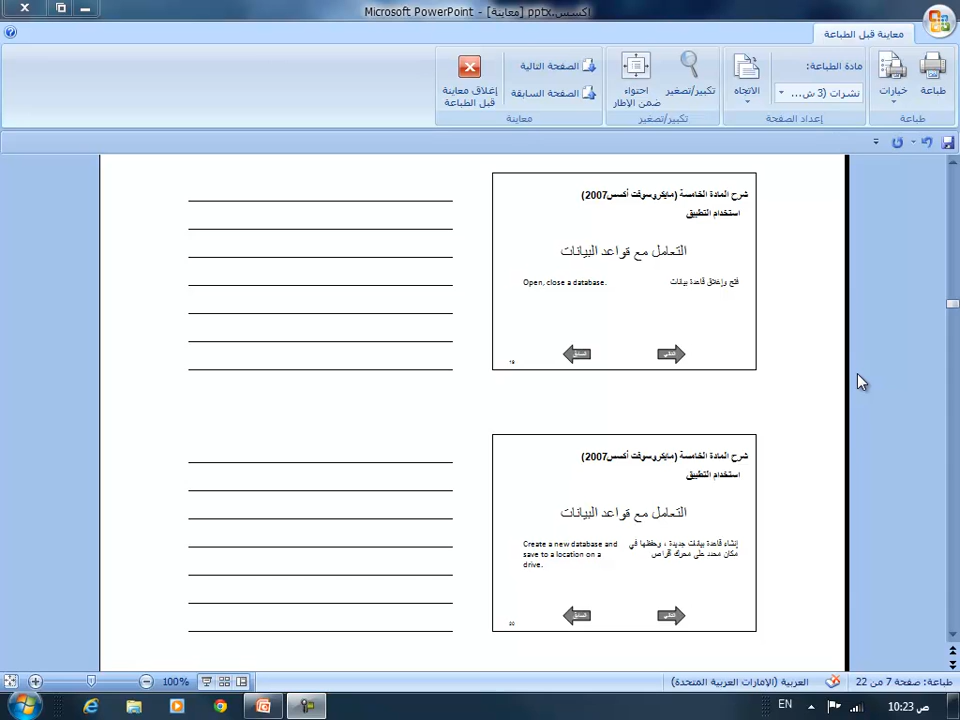 اكسس.pptx [معاينة] - Microsoft PowerPoint
معاينة قبل الطباعة
طباعة
خيارات
طباعة
مادة الطباعة:
نشرات (3 ش...
الاتجاه
إعداد الصفحة
تكبير/تصغير
احتواء ضمن الإطار
تكبير/تصغير
الصفحة التالية
الصفحة السابقة
إغلاق معاينة قبل الطباعة
معاينة
شرح المادة الخامسة (مايكروسوفت أكسس2007)
استخدام التطبيق
التعامل مع قواعد البيانات
فتح وإغلاق قاعدة بيانات
Open, close a database.
التالي
السابق
شرح المادة الخامسة (مايكروسوفت أكسس2007)
استخدام التطبيق
التعامل مع قواعد البيانات
إنشاء قاعدة بيانات جديدة ، وحفظها في
مكان محدد على محرك أقراص
Create a new database and
save to a location on a
drive.
التالي
السابق
طباعة: صفحة 7 من 22
العربية (الإمارات العربية المتحدة)
100%
EN
10:23 ص